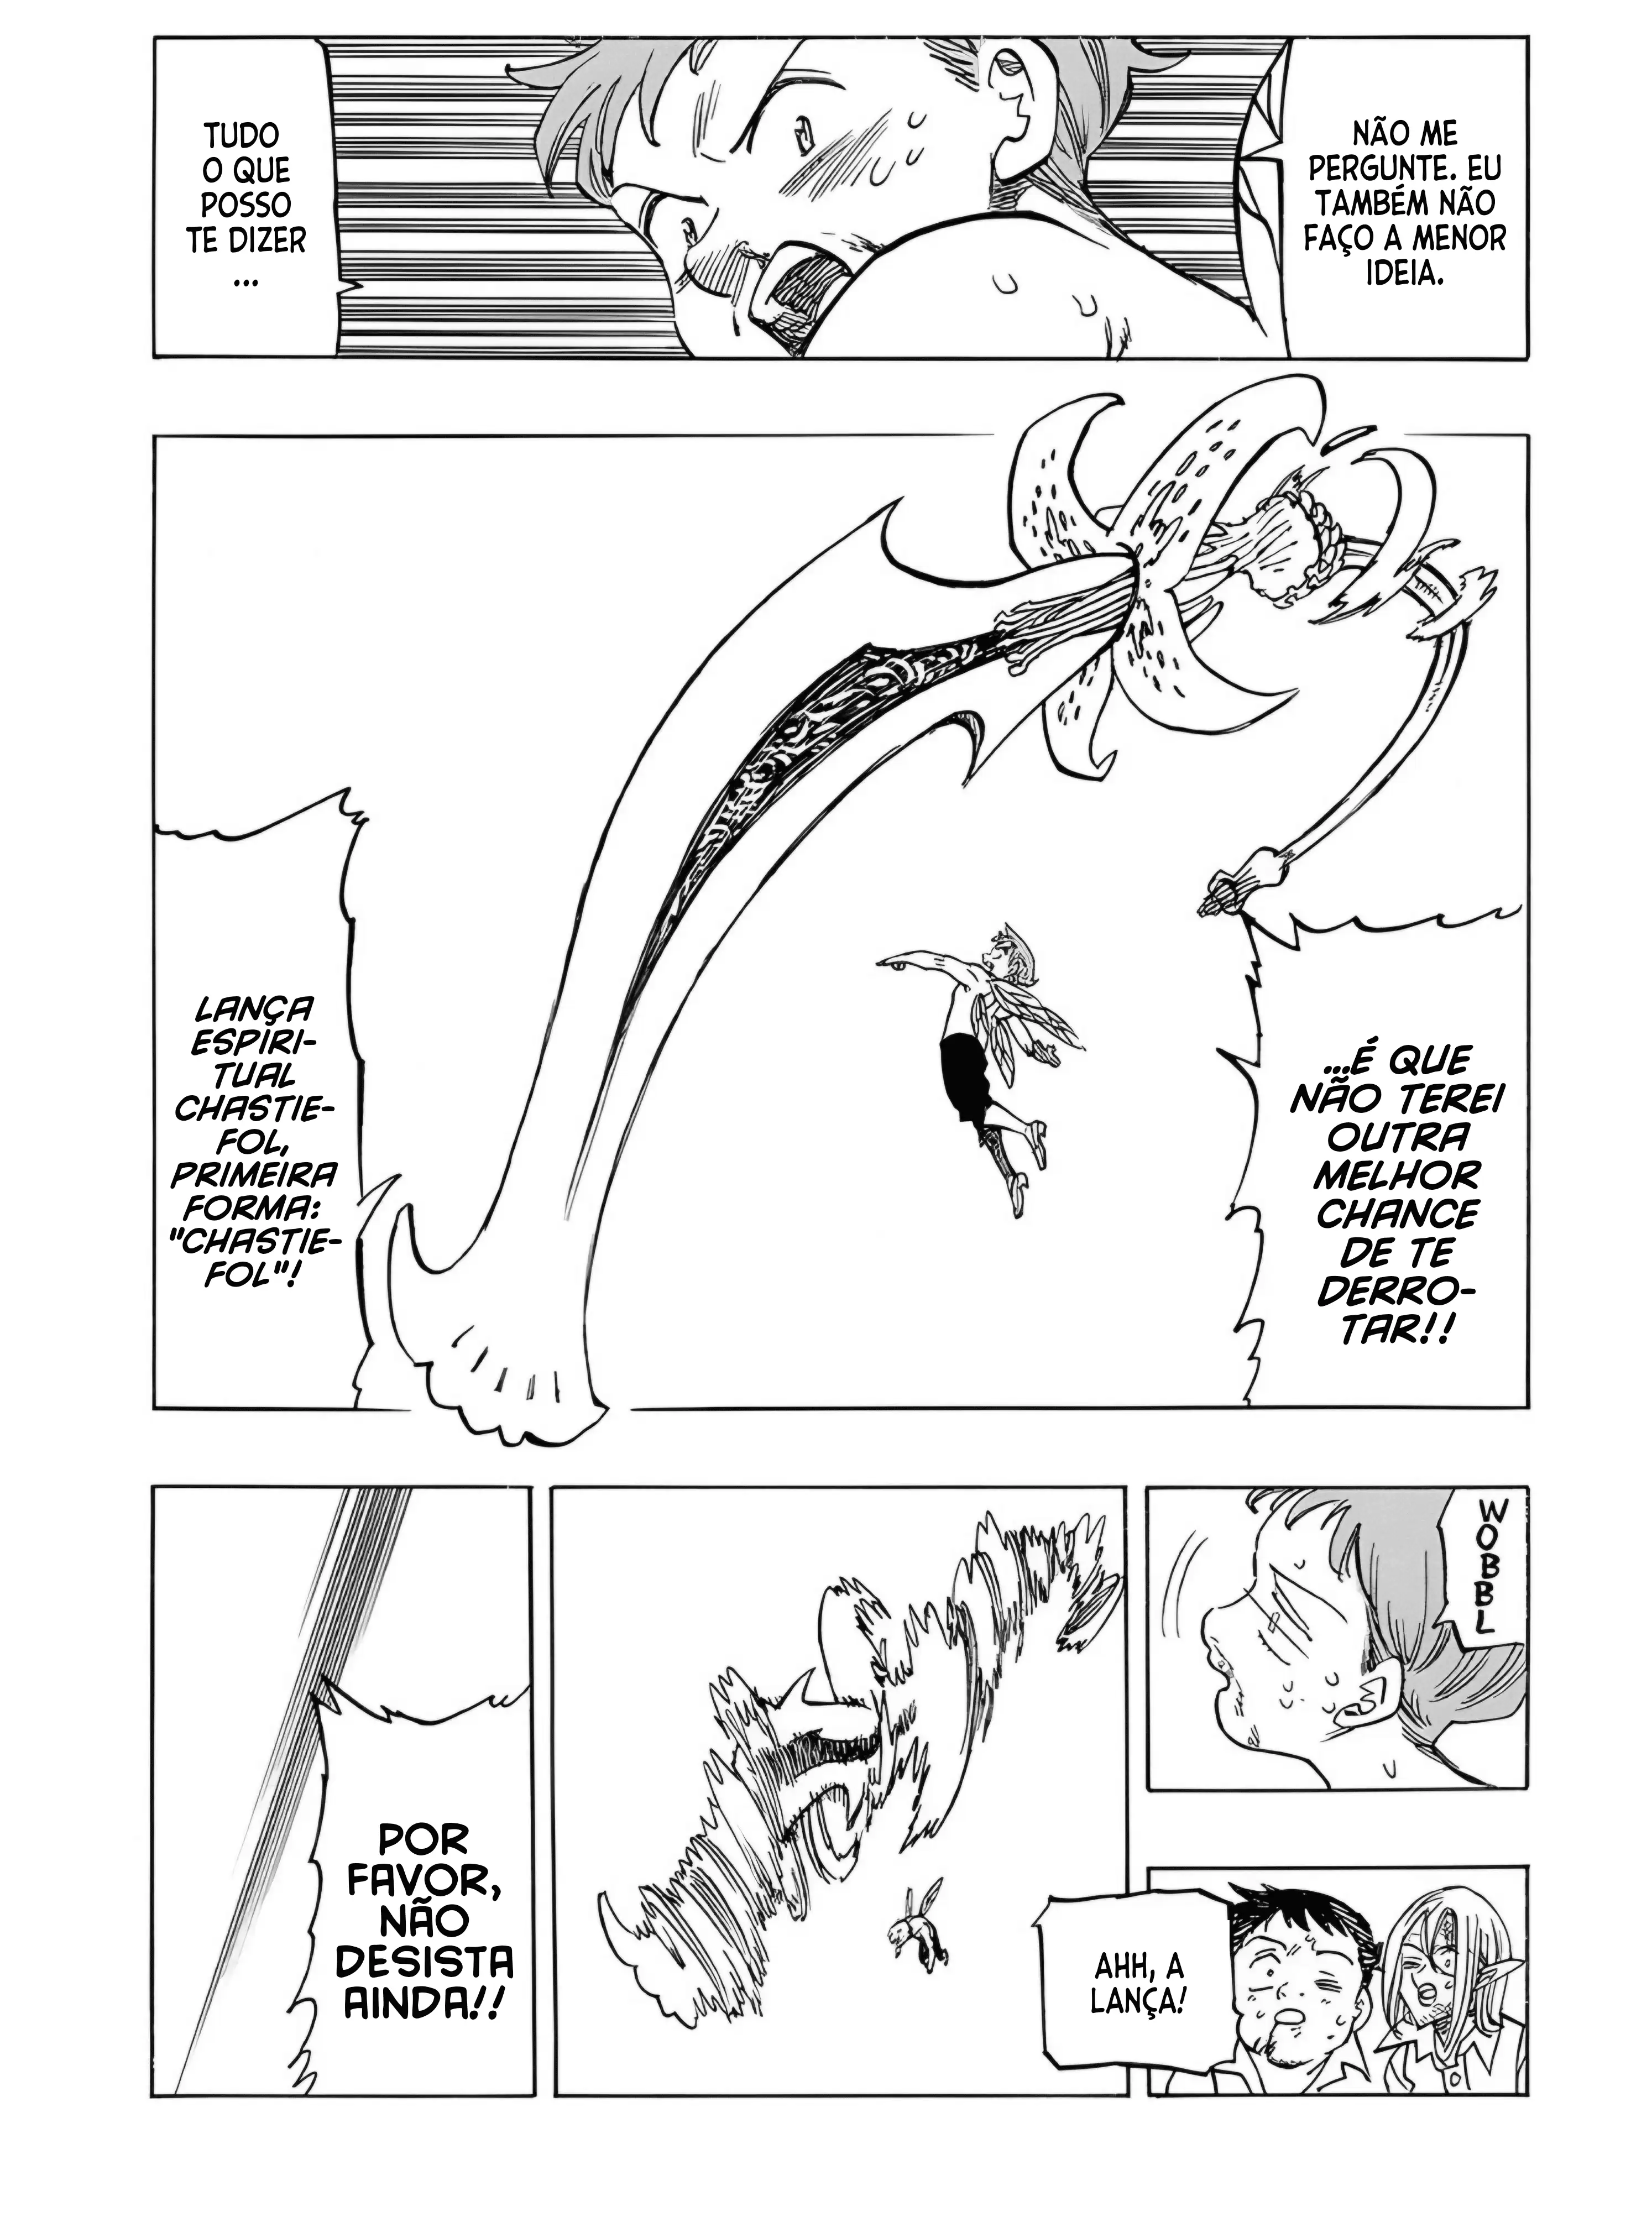 NÃO ME
PERGUNTE. EU
TAMBÉM NÃO
FAÇO A MENOR
IDEIA.
TUDO
O QUE
POSSO
TE DIZER
...
...É QUE
NÃO TEREI
OUTRA
MELHOR
CHANCE
DE TE
DERRO-
TAR!!
LANÇA
ESPIRI-
TUAL
CHASTIE-
FOL,
PRIMEIRA
FORMA:
"CHASTIE-
FOL"!
WOBBL
AHH, A
LANÇA!
POR
FAVOR,
NÃO
DESISTA
AINDA!!